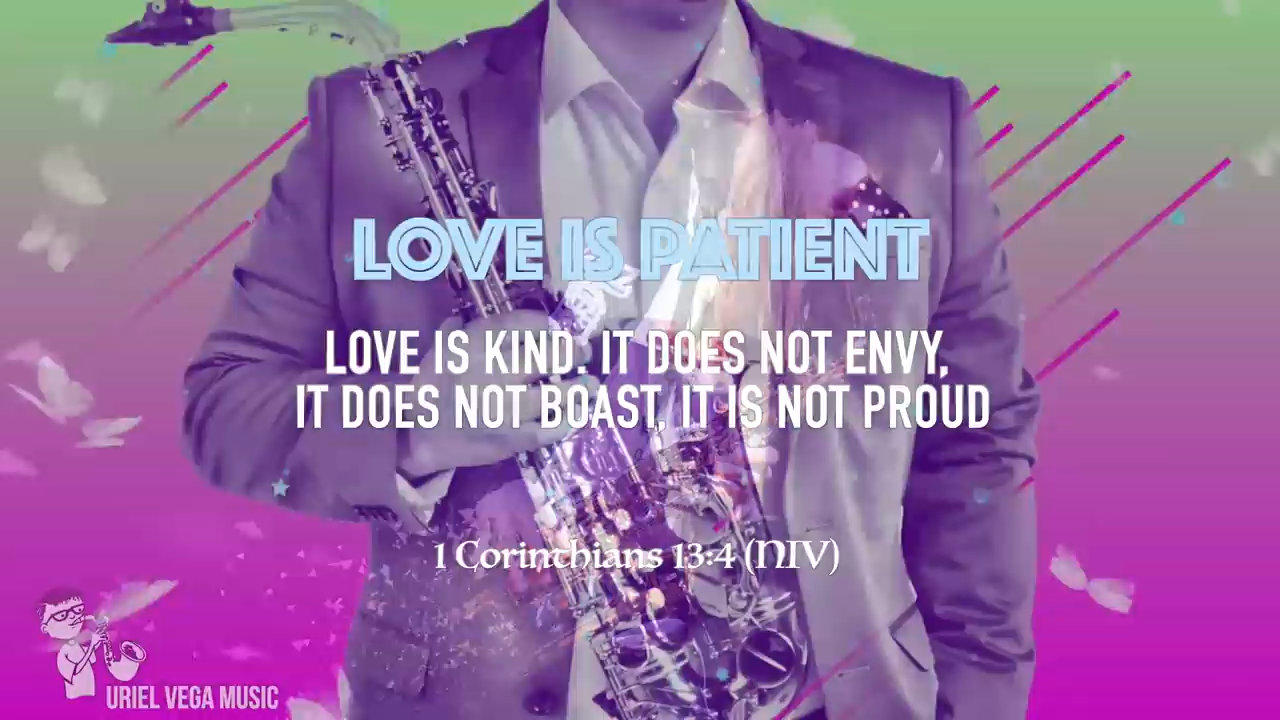 LOVE IS PATIENT
LOVE IS KIND. IT DOES NOT ENVY,
IT DOES NOT BOAST, IT IS NOT PROUD
1 Corinthians 13:4 (NIV)
URIEL VEGA MUSIC